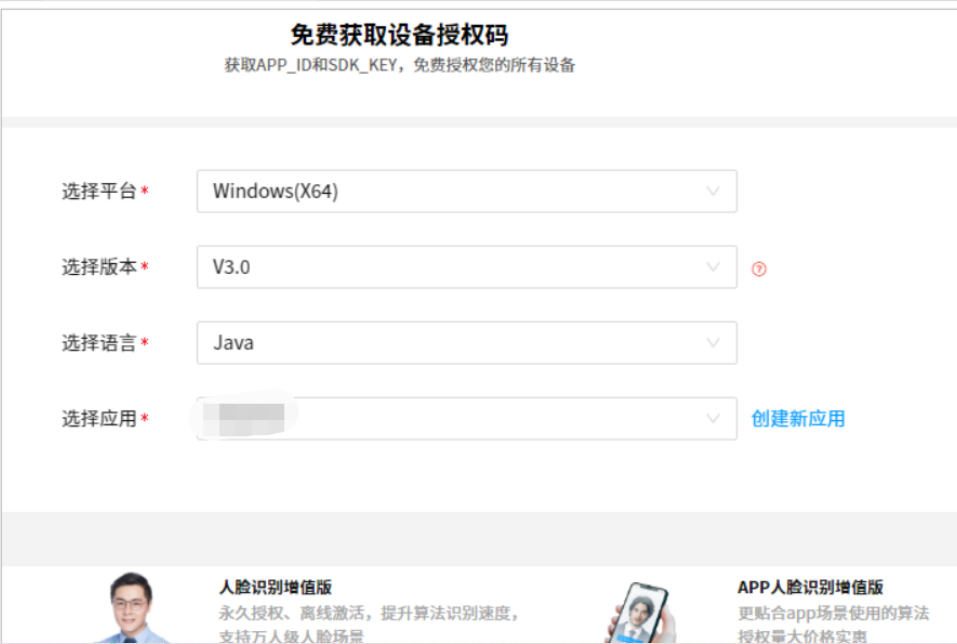 免费获取设备授权码
获取APP_ID和SDK_KEY，免费授权您的所有设备
选择平台* Windows(X64)
选择版本* V3.0 ?
选择语言* Java
选择应用* 创建新应用
人脸识别增值版
永久授权、离线激活，提升算法识别速度，
支持万人级人脸场景
APP人脸识别增值版
更贴合app场景使用的算法
授权量大价格实惠